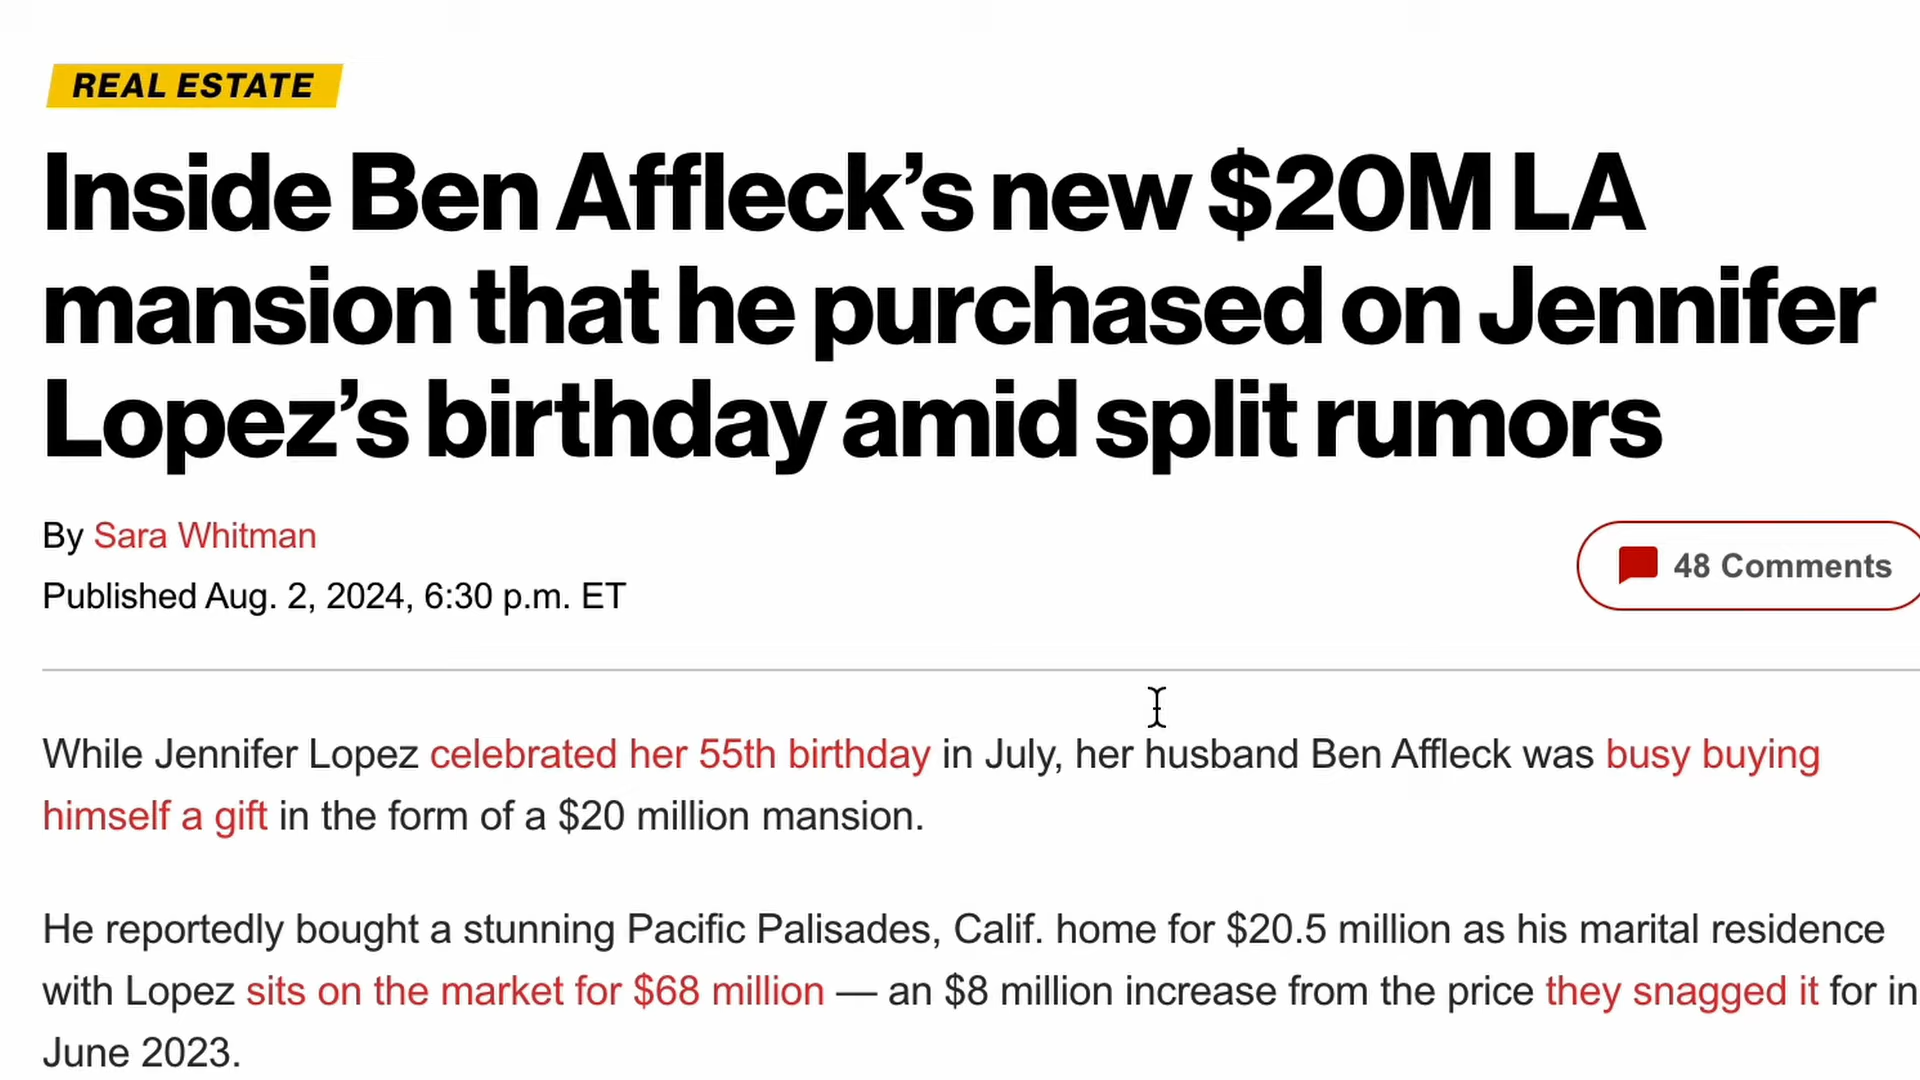 REAL ESTATE
Inside Ben Affleck’s new $20M LA
mansion that he purchased on Jennifer
Lopez’s birthday amid split rumors
By Sara Whitman
48 Comments
Published Aug. 2, 2024, 6:30 p.m. ET
While Jennifer Lopez celebrated her 55th birthday in July, her husband Ben Affleck was busy buying
himself a gift in the form of a $20 million mansion.
He reportedly bought a stunning Pacific Palisades, Calif. home for $20.5 million as his marital residence
with Lopez sits on the market for $68 million — an $8 million increase from the price they snagged it for in
June 2023.